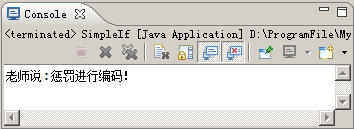 Console
<terminated> SimpleIf [Java Application] D:\ProgramFile\My
老师说:惩罚进行编码!